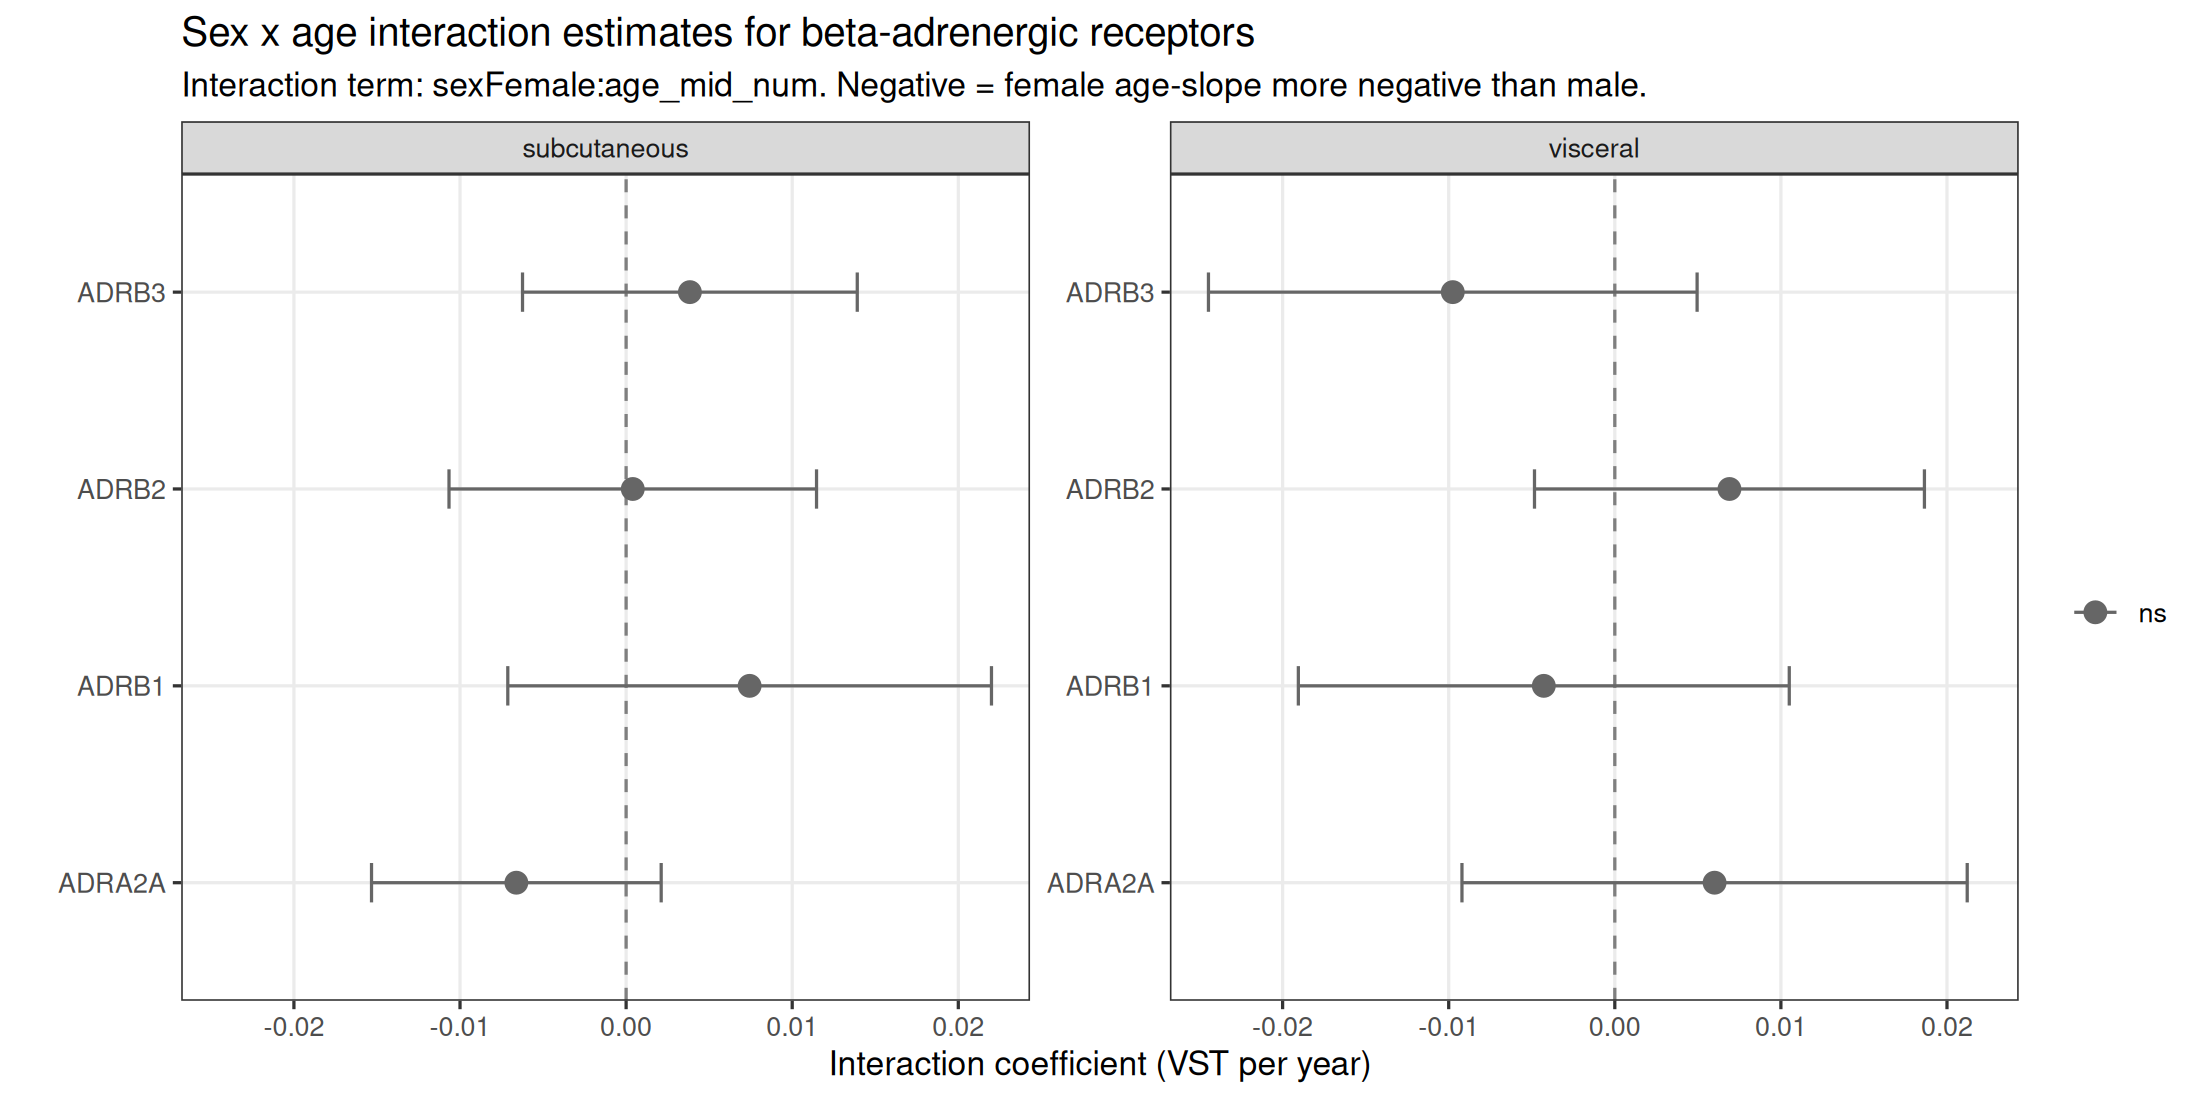 Sex x age interaction estimates for beta-adrenergic receptors
Interaction term: sexFemale:age_mid_num. Negative = female age-slope more negative than male.
subcutaneous
visceral
ADRB3
ADRB3
ADRB2
ADRB2
ns
ADRB1
ADRB1
ADRA2A
ADRA2A
-0.02 -0.01 0.00 0.01 0.02
-0.02 -0.01 0.00 0.01 0.02
Interaction coefficient (VST per year)